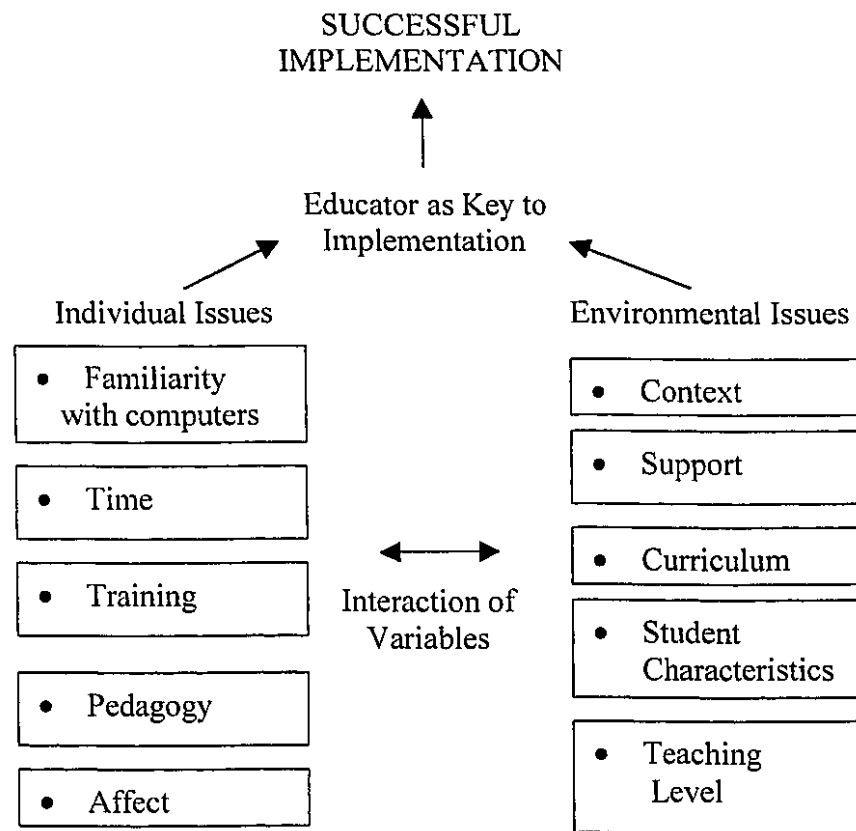 SUCCESSFUL
IMPLEMENTATION
Educator as Key to
Implementation
Individual Issues
• Familiarity
with computers
• Time
• Training
• Pedagogy
• Affect
Interaction of
Variables
Environmental Issues
• Context
• Support
• Curriculum
• Student
Characteristics
• Teaching
Level